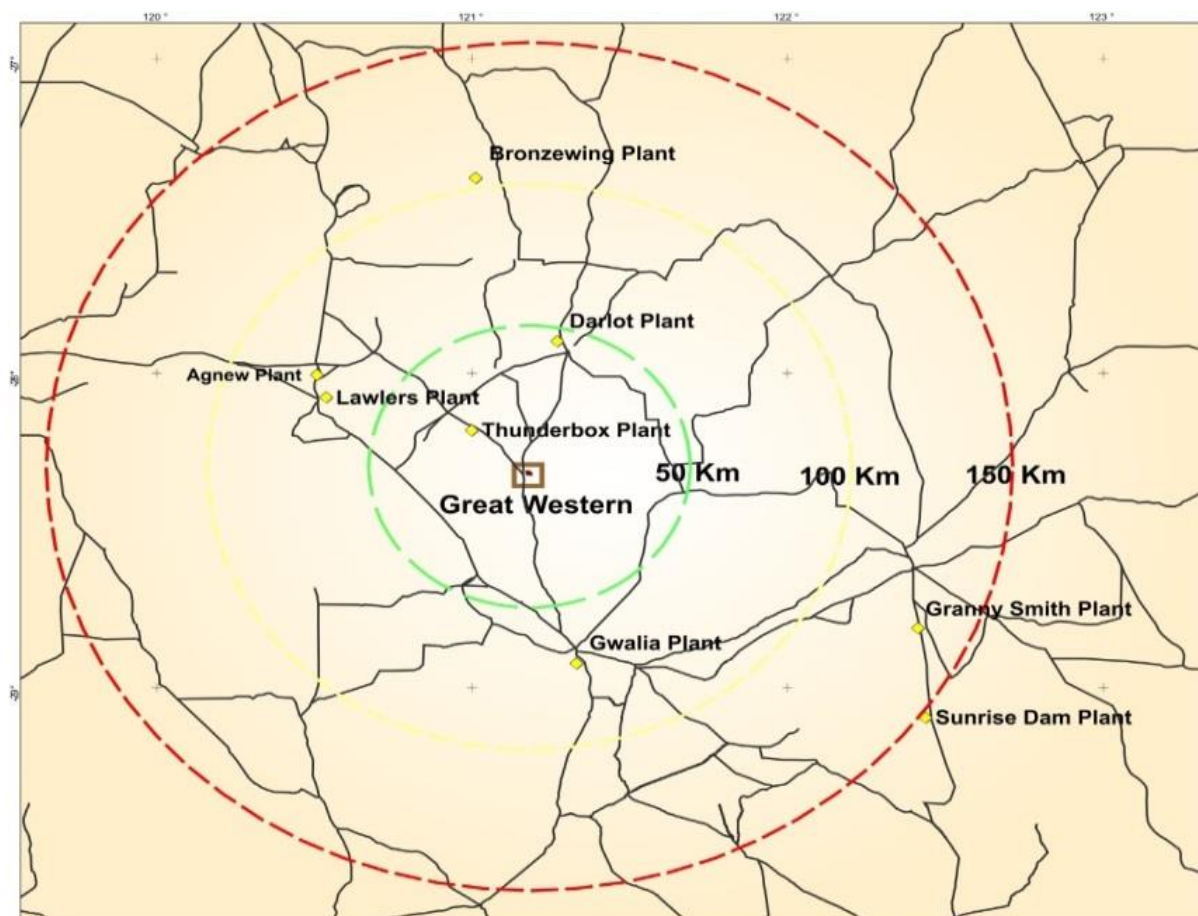 120 °
121 °
122 °
123 °
Bronzewing Plant
Darlot Plant
Agnew Plant
Lawlers Plant
Thunderbox Plant
50 Km
100 Km
150 Km
Great Western
Granny Smith Plant
Gwalia Plant
Sunrise Dam Plant